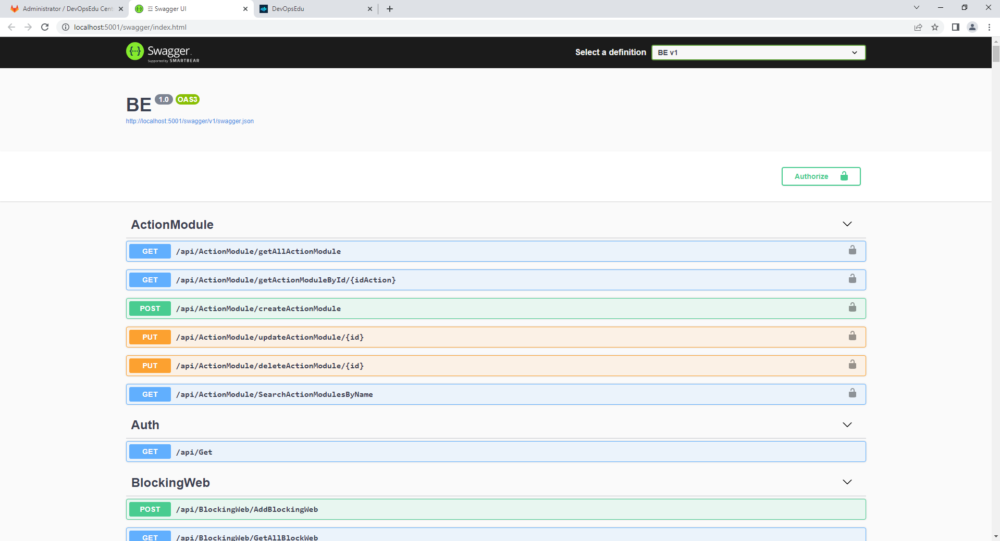 Administrator / DevOpsEdu Cent
Swagger UI
DevOpsEdu
localhost:5001/swagger/index.html
Swagger
Supported by SMARTBEAR
Select a definition
BE v1
BE 1.0 OAS3
http://localhost:5001/swagger/v1/swagger.json
Authorize
ActionModule
GET /api/ActionModule/getAllActionModule
GET /api/ActionModule/getActionModuleById/{idAction}
POST /api/ActionModule/createActionModule
PUT /api/ActionModule/updateActionModule/{id}
PUT /api/ActionModule/deleteActionModule/{id}
GET /api/ActionModule/SearchActionModulesByName
Auth
GET /api/Get
BlockingWeb
POST /api/BlockingWeb/AddBlockingWeb
GET /api/BlockingWeb/GetAllBlockWeb